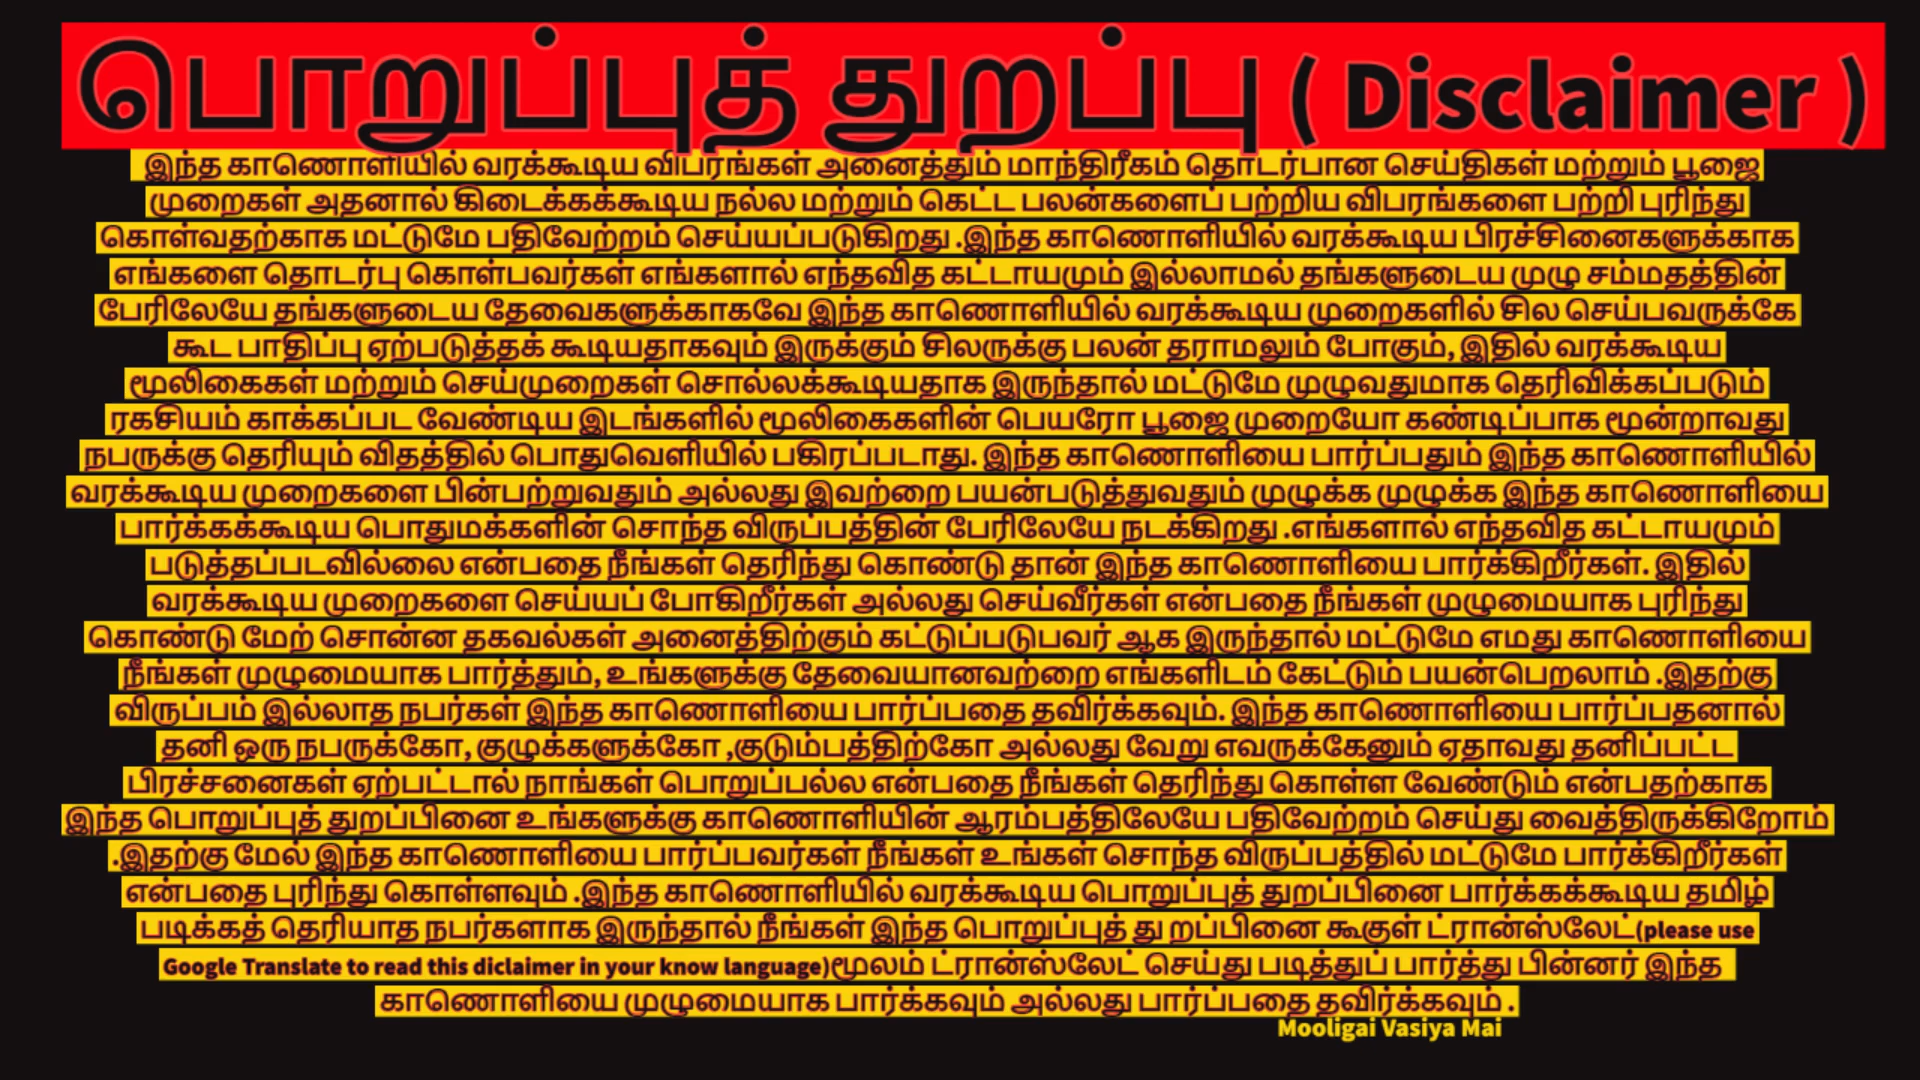 பொறுப்புத் துறப்பு ( Disclaimer )
இந்த காணொளியில் வரக்கூடிய விபரங்கள் அனைத்தும் மாந்திரீகம் தொடர்பான செய்திகள் மற்றும் பூஜை
முறைகள் அதனால் கிடைக்கக்கூடிய நல்ல மற்றும் கெட்ட பலன்களைப் பற்றிய விபரங்களை பற்றி புரிந்து
கொள்வதற்காக மட்டுமே பதிவேற்றம் செய்யப்படுகிறது .இந்த காணொளியில் வரக்கூடிய பிரச்சினைகளுக்காக
எங்களை தொடர்பு கொள்பவர்கள் எங்களால் எந்தவித கட்டாயமும் இல்லாமல் தங்களுடைய முழு சம்மதத்தின்
பேரிலேயே தங்களுடைய தேவைகளுக்காகவே இந்த காணொளியில் வரக்கூடிய முறைகளில் சில செய்பவருக்கே
கூட பாதிப்பு ஏற்படுத்தக் கூடியதாகவும் இருக்கும் சிலருக்கு பலன் தராமலும் போகும், இதில் வரக்கூடிய
மூலிகைகள் மற்றும் செய்முறைகள் சொல்லக்கூடியதாக இருந்தால் மட்டுமே முழுவதுமாக தெரிவிக்கப்படும்
ரகசியம் காக்கப்பட வேண்டிய இடங்களில் மூலிகைகளின் பெயரோ பூஜை முறையோ கண்டிப்பாக மூன்றாவது
நபருக்கு தெரியும் விதத்தில் பொதுவெளியில் பகிரப்படாது. இந்த காணொளியை பார்ப்பதும் இந்த காணொளியில்
வரக்கூடிய முறைகளை பின்பற்றுவதும் அல்லது இவற்றை பயன்படுத்துவதும் முழுக்க முழுக்க இந்த காணொளியை
பார்க்கக்கூடிய பொதுமக்களின் சொந்த விருப்பத்தின் பேரிலேயே நடக்கிறது .எங்களால் எந்தவித கட்டாயமும்
படுத்தப்படவில்லை என்பதை நீங்கள் தெரிந்து கொண்டு தான் இந்த காணொளியை பார்க்கிறீர்கள். இதில்
வரக்கூடிய முறைகளை செய்யப் போகிறீர்கள் அல்லது செய்வீர்கள் என்பதை நீங்கள் முழுமையாக புரிந்து
கொண்டு மேற் சொன்ன தகவல்கள் அனைத்திற்கும் கட்டுப்படுபவர் ஆக இருந்தால் மட்டுமே எமது காணொளியை
நீங்கள் முழுமையாக பார்த்தும், உங்களுக்கு தேவையானவற்றை எங்களிடம் கேட்டும் பயன்பெறலாம் .இதற்கு
விருப்பம் இல்லாத நபர்கள் இந்த காணொளியை பார்ப்பதை தவிர்க்கவும். இந்த காணொளியை பார்ப்பதனால்
தனி ஒரு நபருக்கோ, குழுக்களுக்கோ ,குடும்பத்திற்கோ அல்லது வேறு எவருக்கேனும் ஏதாவது தனிப்பட்ட
பிரச்சனைகள் ஏற்பட்டால் நாங்கள் பொறுப்பல்ல என்பதை நீங்கள் தெரிந்து கொள்ள வேண்டும் என்பதற்காக
இந்த பொறுப்புத் துறப்பினை உங்களுக்கு காணொளியின் ஆரம்பத்திலேயே பதிவேற்றம் செய்து வைத்திருக்கிறோம்
.இதற்கு மேல் இந்த காணொளியை பார்ப்பவர்கள் நீங்கள் உங்கள் சொந்த விருப்பத்தில் மட்டுமே பார்க்கிறீர்கள்
என்பதை புரிந்து கொள்ளவும் .இந்த காணொளியில் வரக்கூடிய பொறுப்புத் துறப்பினை பார்க்கக்கூடிய தமிழ்
படிக்கத் தெரியாத நபர்களாக இருந்தால் நீங்கள் இந்த பொறுப்புத் து றப்பினை கூகுள் ட்ரான்ஸ்லேட்(please use
Google Translate to read this diclaimer in your know language)மூலம் ட்ரான்ஸ்லேட் செய்து படித்துப் பார்த்து பின்னர் இந்த
காணொளியை முழுமையாக பார்க்கவும் அல்லது பார்ப்பதை தவிர்க்கவும் .
Mooligai Vasiya Mai